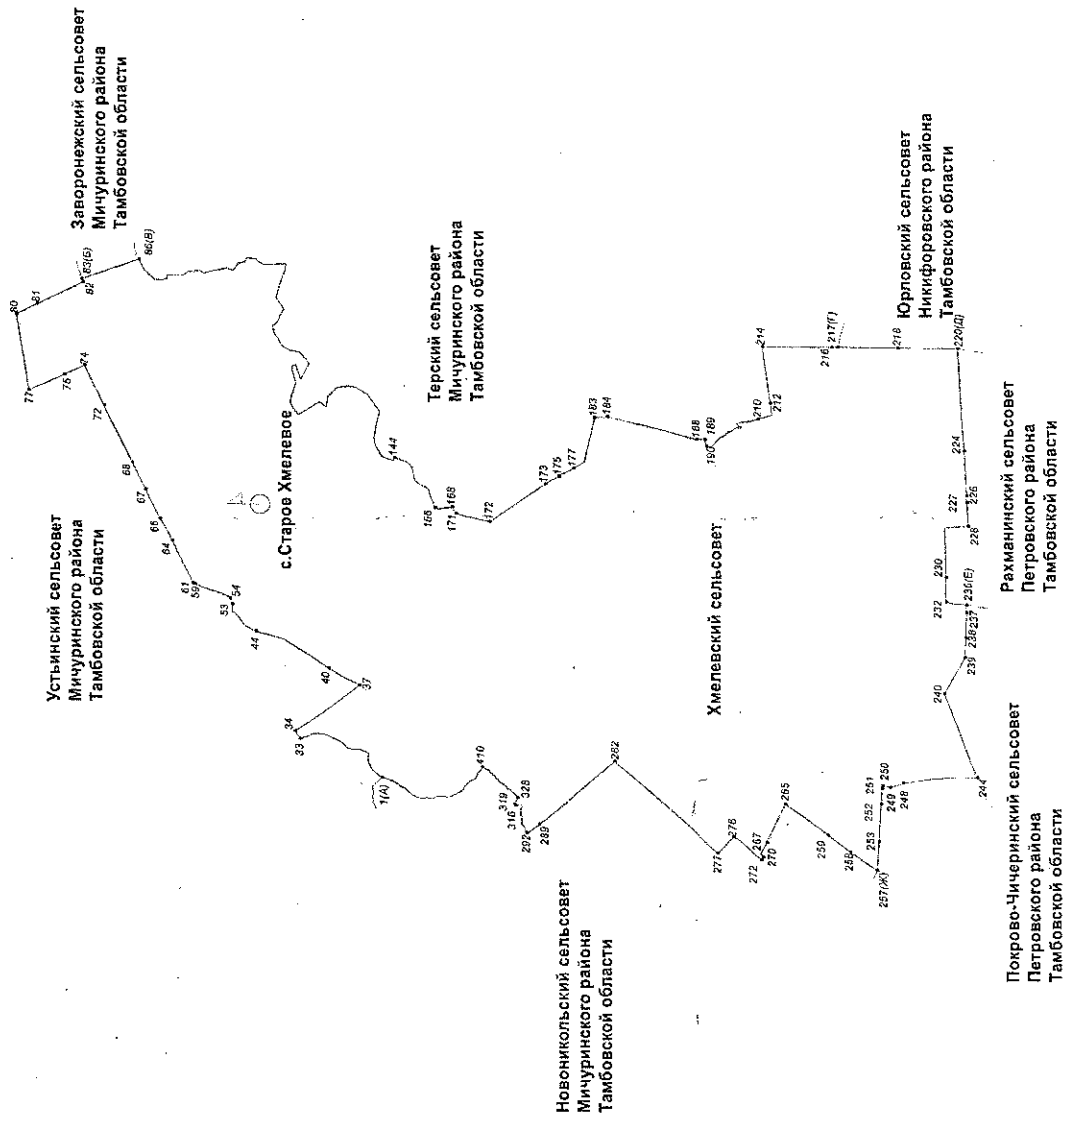 Заворонежский сельсовет
Мичуринского района
Тамбовской области
Устьинский сельсовет
Мичуринского района
Тамбовской области
с.Старое Хмелевое
Терский сельсовет
Мичуринского района
Тамбовской области
Хмелевский сельсовет
Юрловский сельсовет
Никифоровского района
Тамбовской области
Рахманинский сельсовет
Петровского района
Тамбовской области
Покрово-Чичеринский сельсовет
Петровского района
Тамбовской области
Новоникольский сельсовет
Мичуринского района
Тамбовской области
1(А)
33
34
37
40
44
53
54
59
61
64
66
67
68
72
74
75
77
80
81
82
83(Б)
86(В)
144
166
168
171
172
173
175
177
183
184
188
189
190
210
212
214
216
217(Г)
218
220(Д)
224
226
227
228
230
232
236(Е)
237
238
239
240
244
248
249
250
251
252
253
257(Ж)
258
259
265
267
270
272
276
277
282
289
292
316
319
328
410